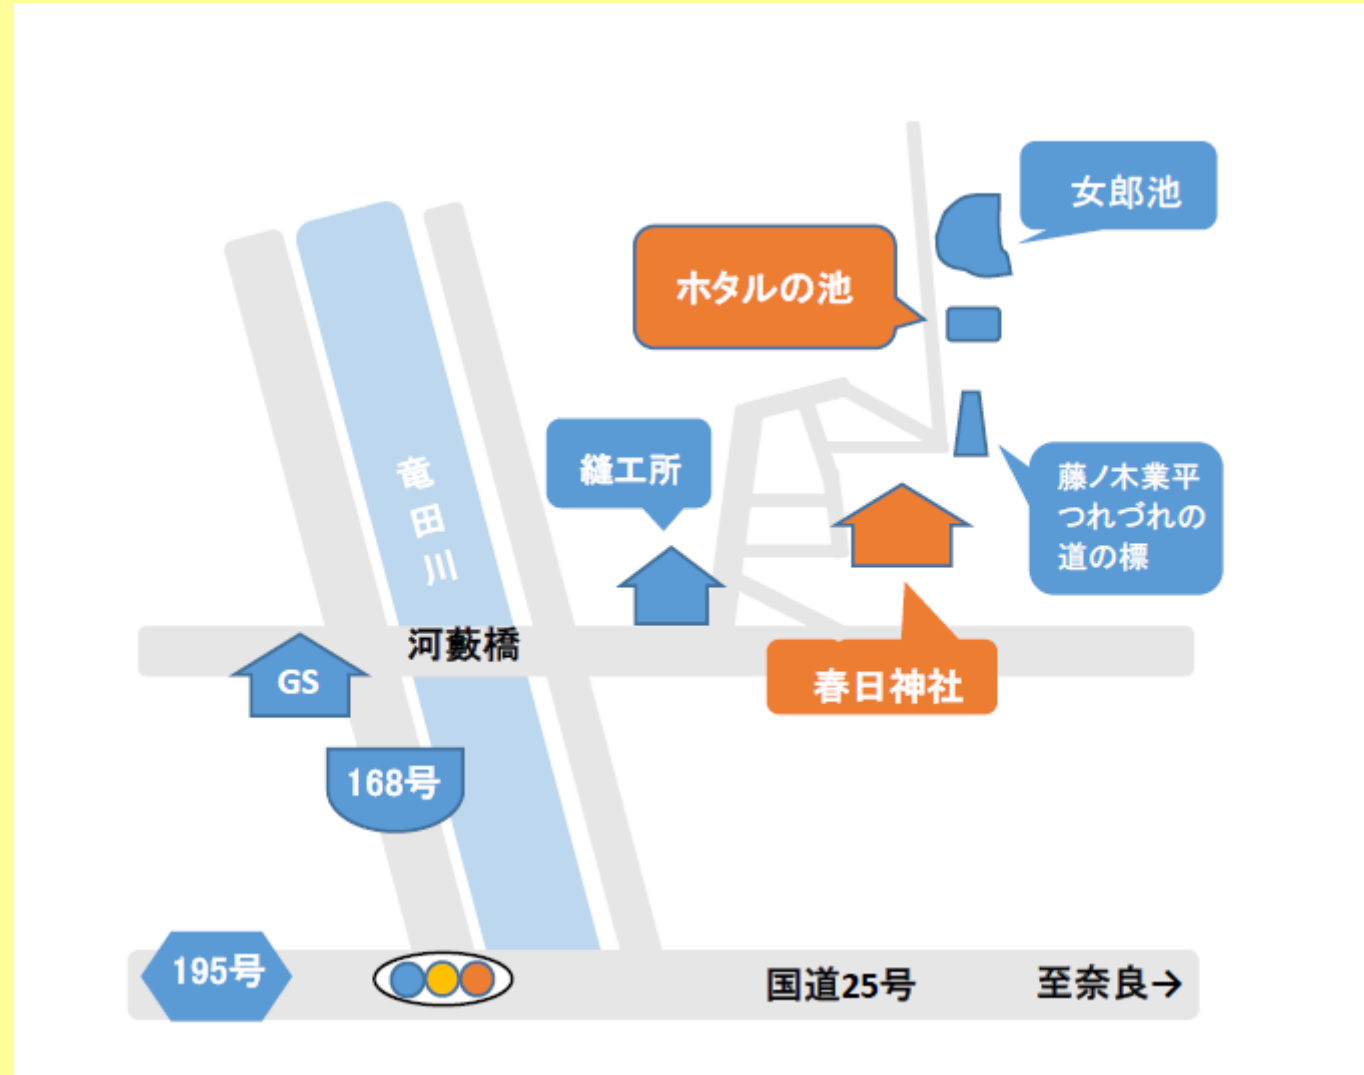 女郎池
ホタルの池
縫工所
藤ノ木業平
つれづれの
道の標
竜田川
河藪橋
GS
春日神社
168号
195号
国道25号
至奈良→